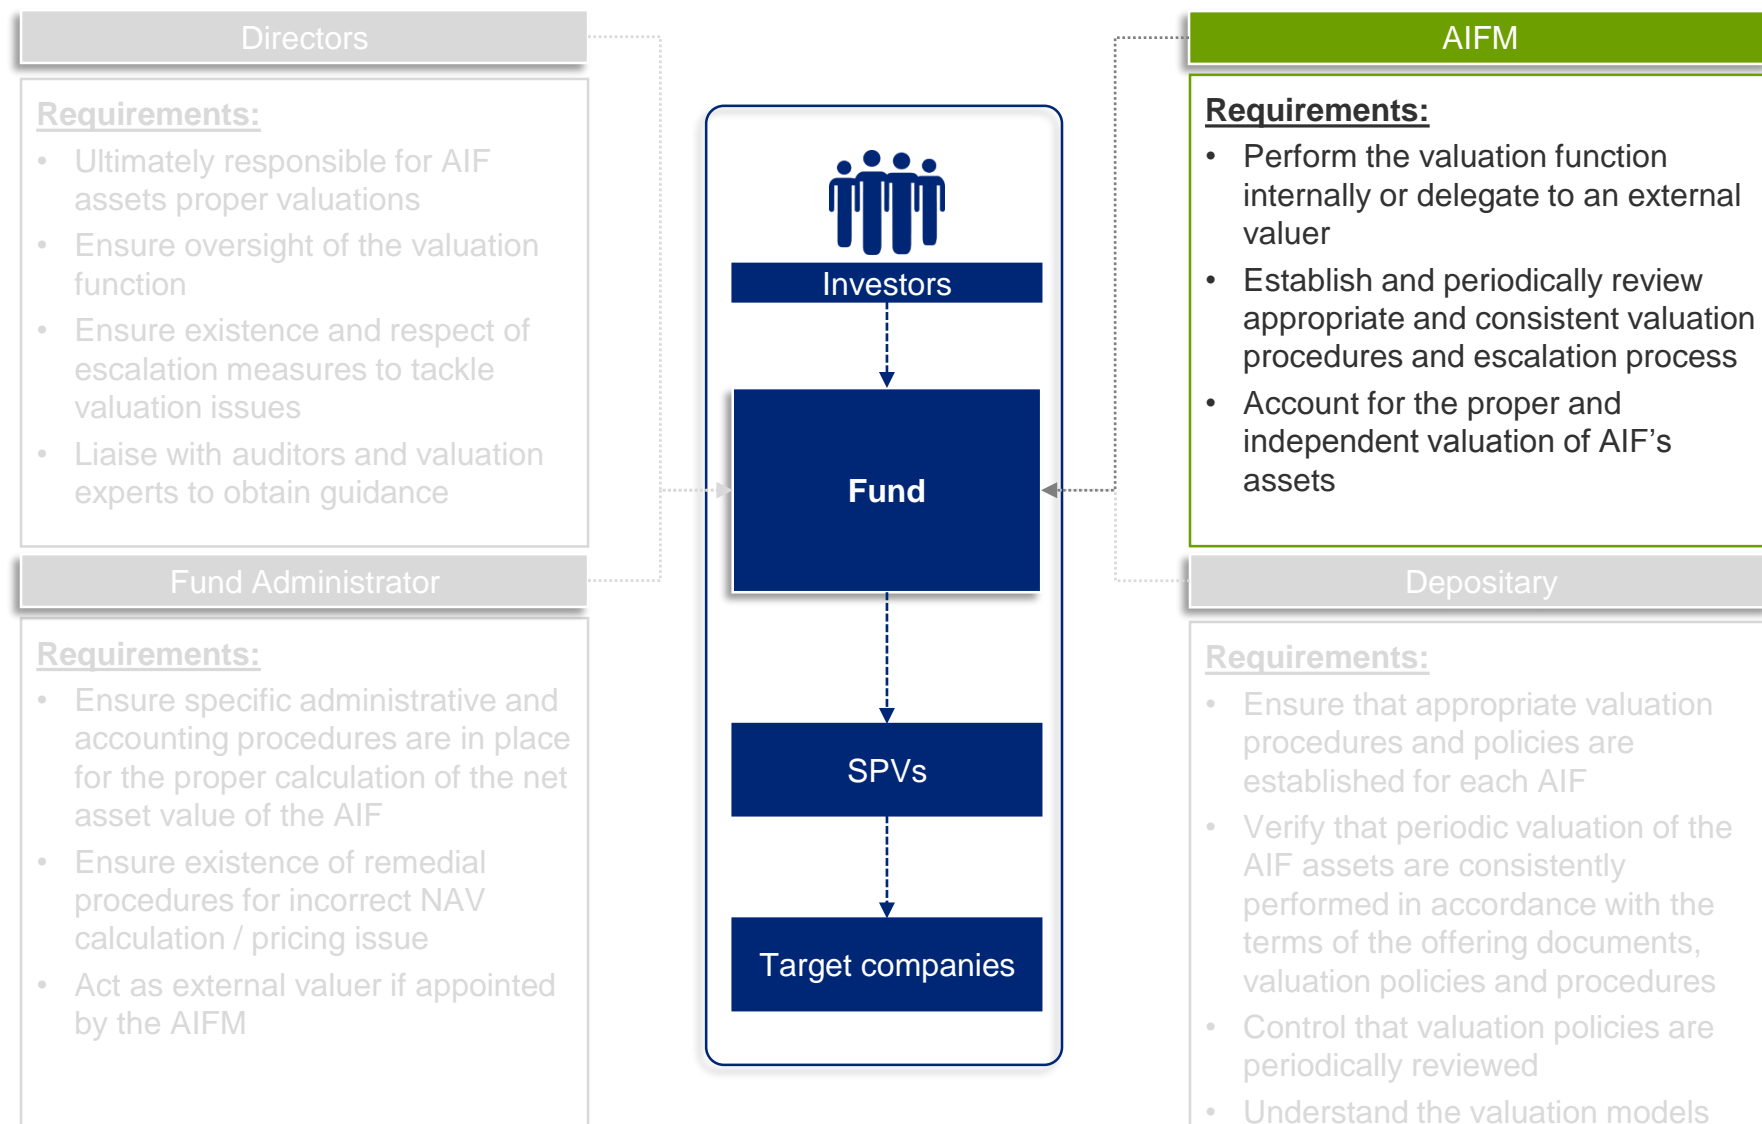 Directors
Requirements:
• Ultimately responsible for AIF
assets proper valuations
• Ensure oversight of the valuation
function
• Ensure existence and respect of
escalation measures to tackle
valuation issues
• Liaise with auditors and valuation
experts to obtain guidance
Fund Administrator
Requirements:
• Ensure specific administrative and
accounting procedures are in place
for the proper calculation of the net
asset value of the AIF
• Ensure existence of remedial
procedures for incorrect NAV
calculation / pricing issue
• Act as external valuer if appointed
by the AIFM
Investors
Fund
SPVs
Target companies
AIFM
Requirements:
• Perform the valuation function
internally or delegate to an external
valuer
• Establish and periodically review
appropriate and consistent valuation
procedures and escalation process
• Account for the proper and
independent valuation of AIF’s
assets
Depositary
Requirements:
• Ensure that appropriate valuation
procedures and policies are
established for each AIF
• Verify that periodic valuation of the
AIF assets are consistently
performed in accordance with the
terms of the offering documents,
valuation policies and procedures
• Control that valuation policies are
periodically reviewed
• Understand the valuation models